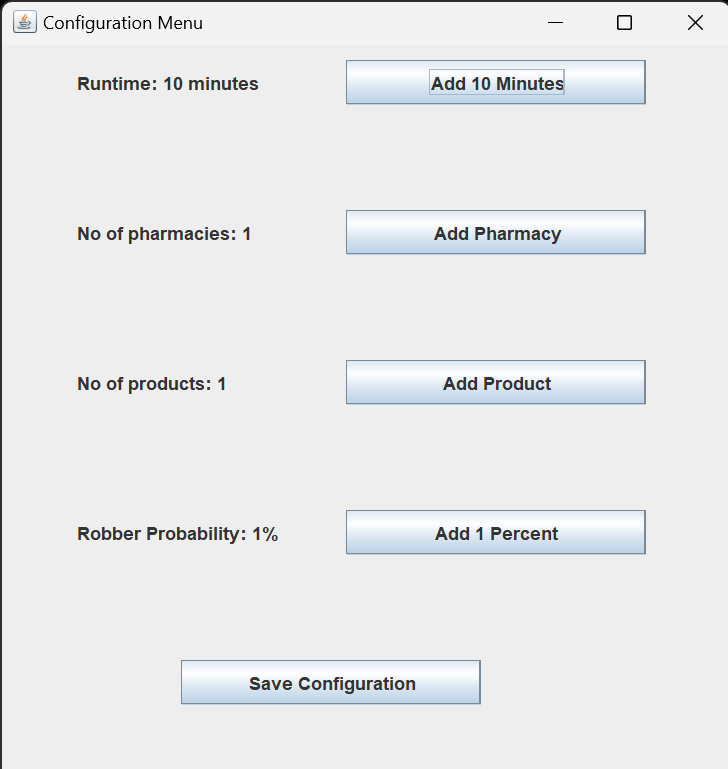 Configuration Menu
Runtime: 10 minutes
Add 10 Minutes
No of pharmacies: 1
Add Pharmacy
No of products: 1
Add Product
Robber Probability: 1%
Add 1 Percent
Save Configuration